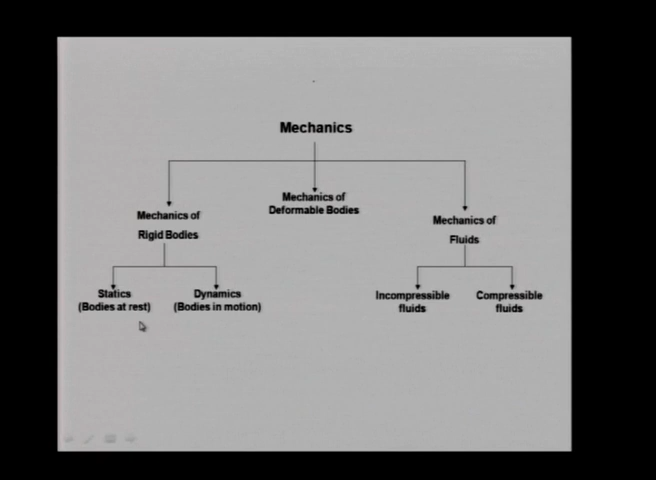 Mechanics
Mechanics of
Rigid Bodies
Mechanics of
Deformable Bodies
Mechanics of
Fluids
Statics
(Bodies at rest)
Dynamics
(Bodies in motion)
Incompressible
fluids
Compressible
fluids